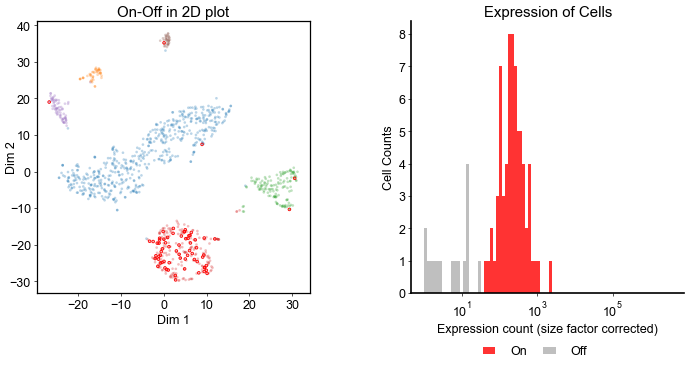 On-Off in 2D plot
40
30
20
10
0
−10
−20
−30
Dim 2
−20 −10 0 10 20 30
Dim 1
Expression of Cells
8
7
6
5
4
3
2
1
0
Cell Counts
10^1 10^3 10^5
Expression count (size factor corrected)
On Off